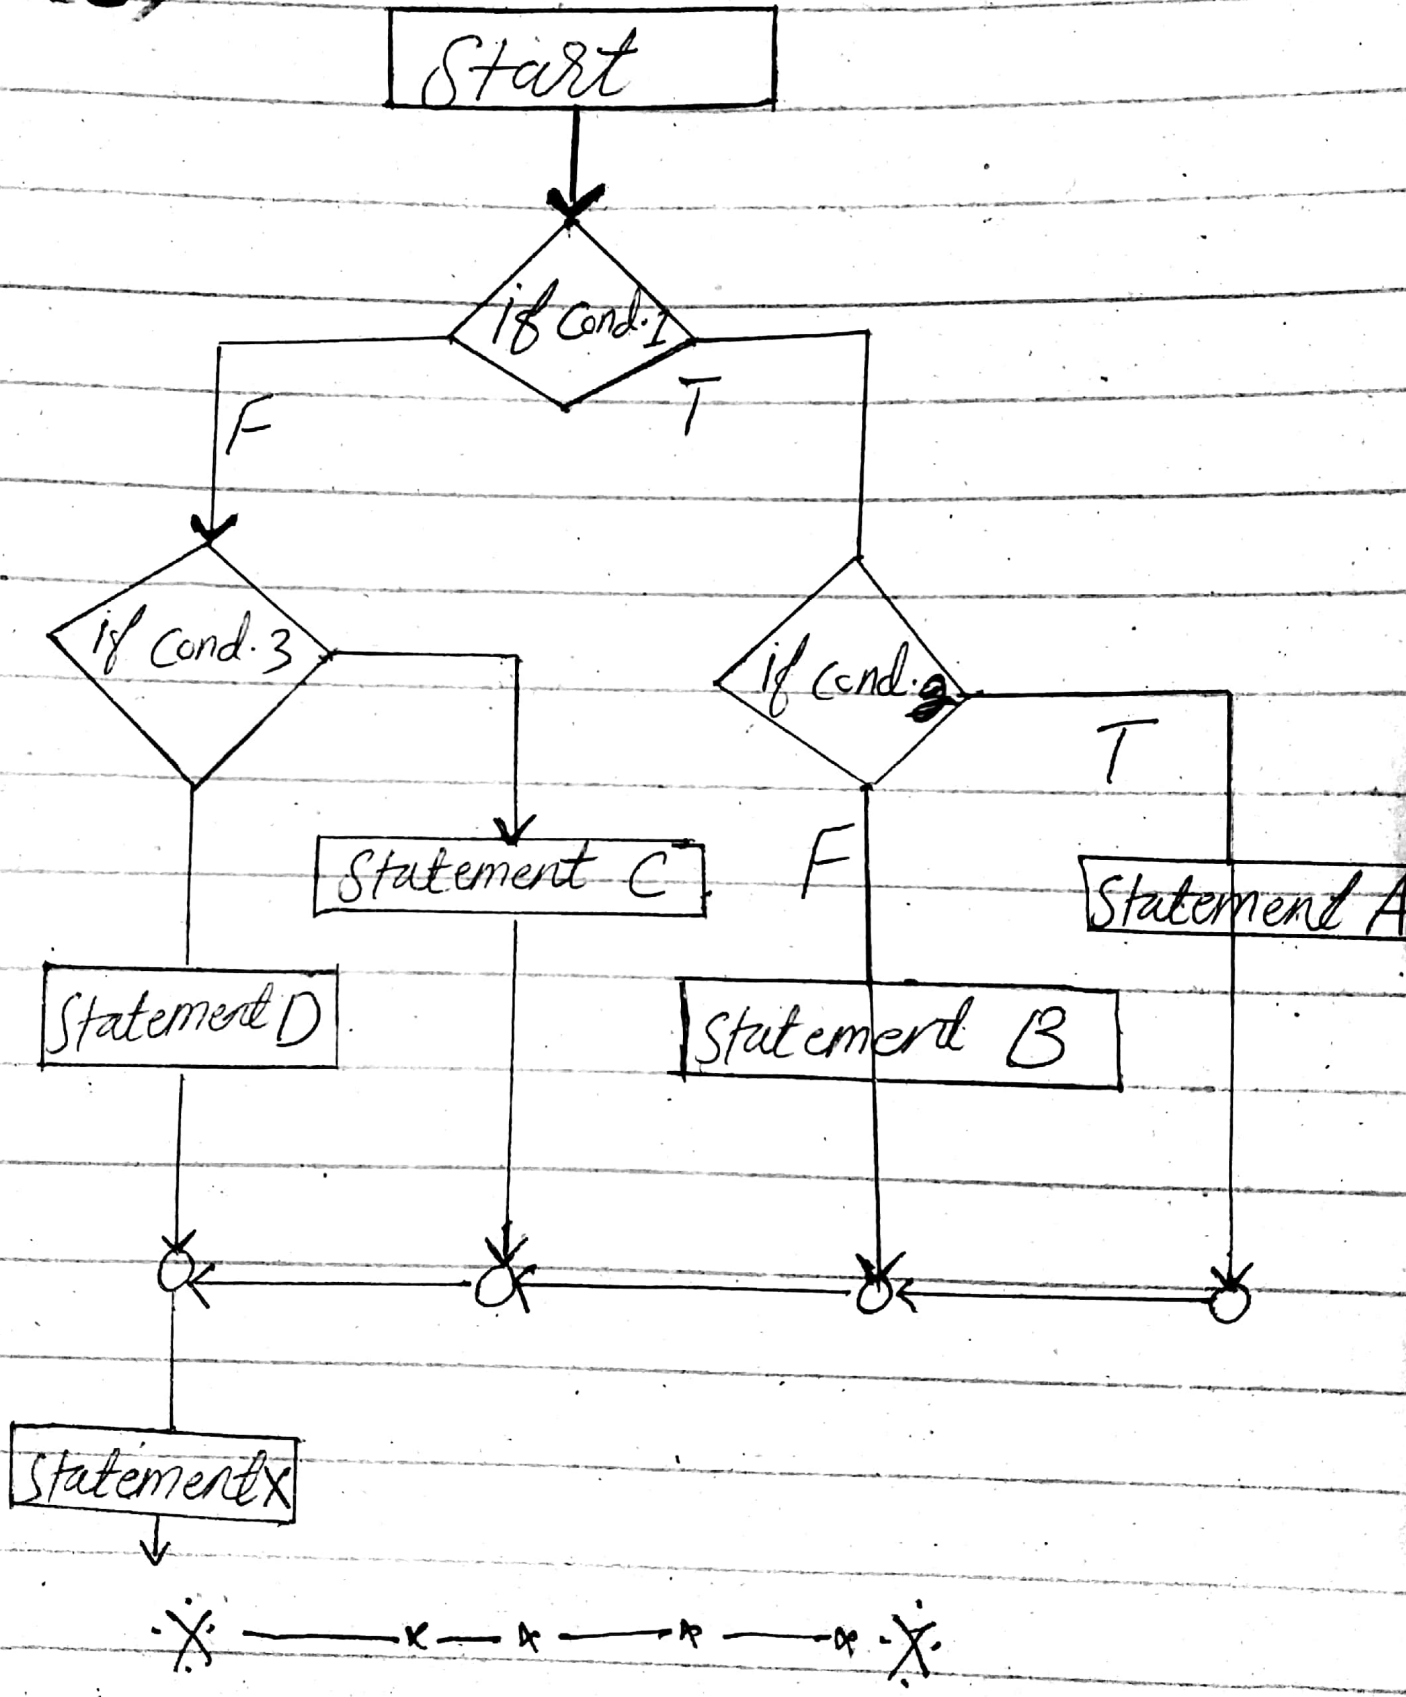 Start
if cond. 1
F
T
if cond. 3
if cond. 2
T
Statement C
F
Statement A
Statement D
Statement B
Statement X